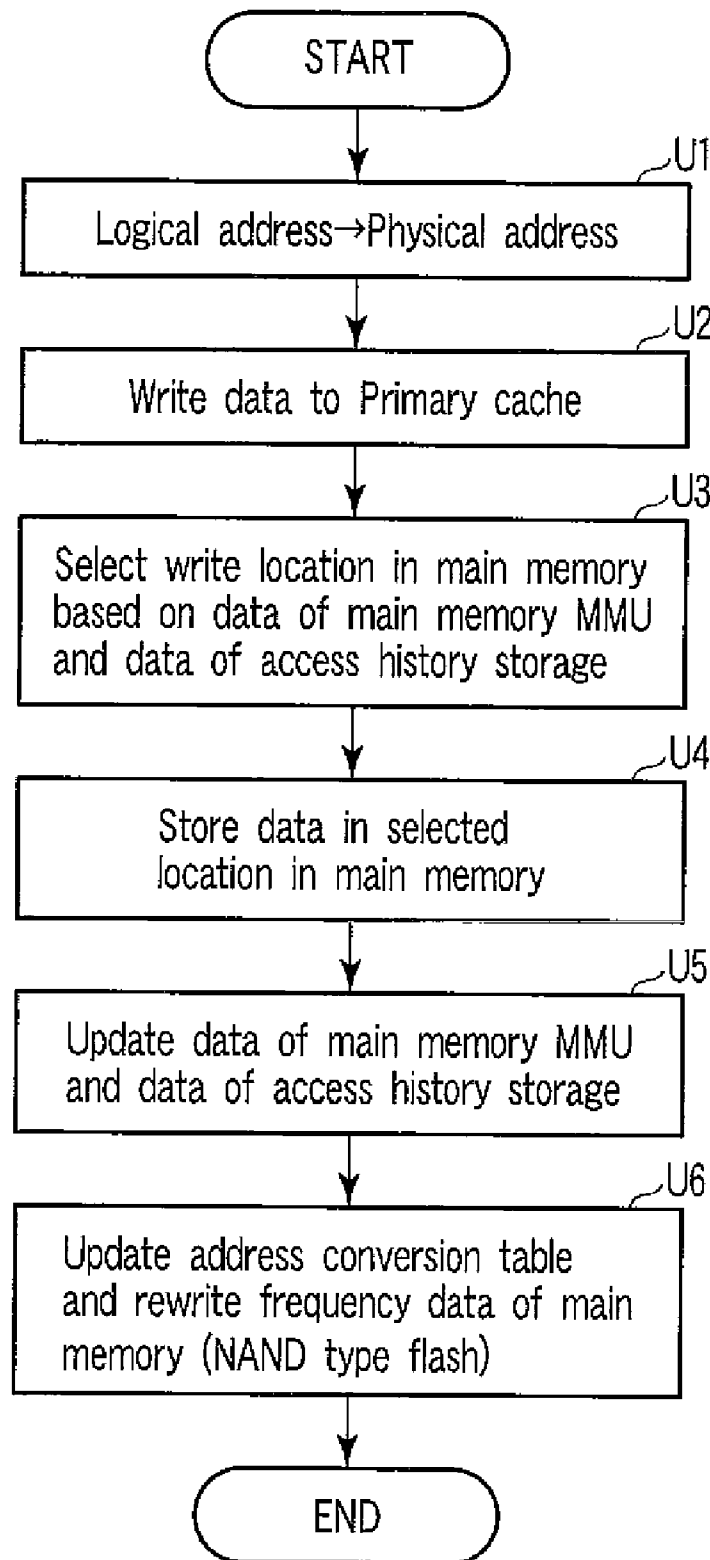 START
U1
Logical address→Physical address
U2
Write data to Primary cache
U3
Select write location in main memory
based on data of main memory MMU
and data of access history storage
U4
Store data in selected
location in main memory
U5
Update data of main memory MMU
and data of access history storage
U6
Update address conversion table
and rewrite frequency data of main
memory (NAND type flash)
END